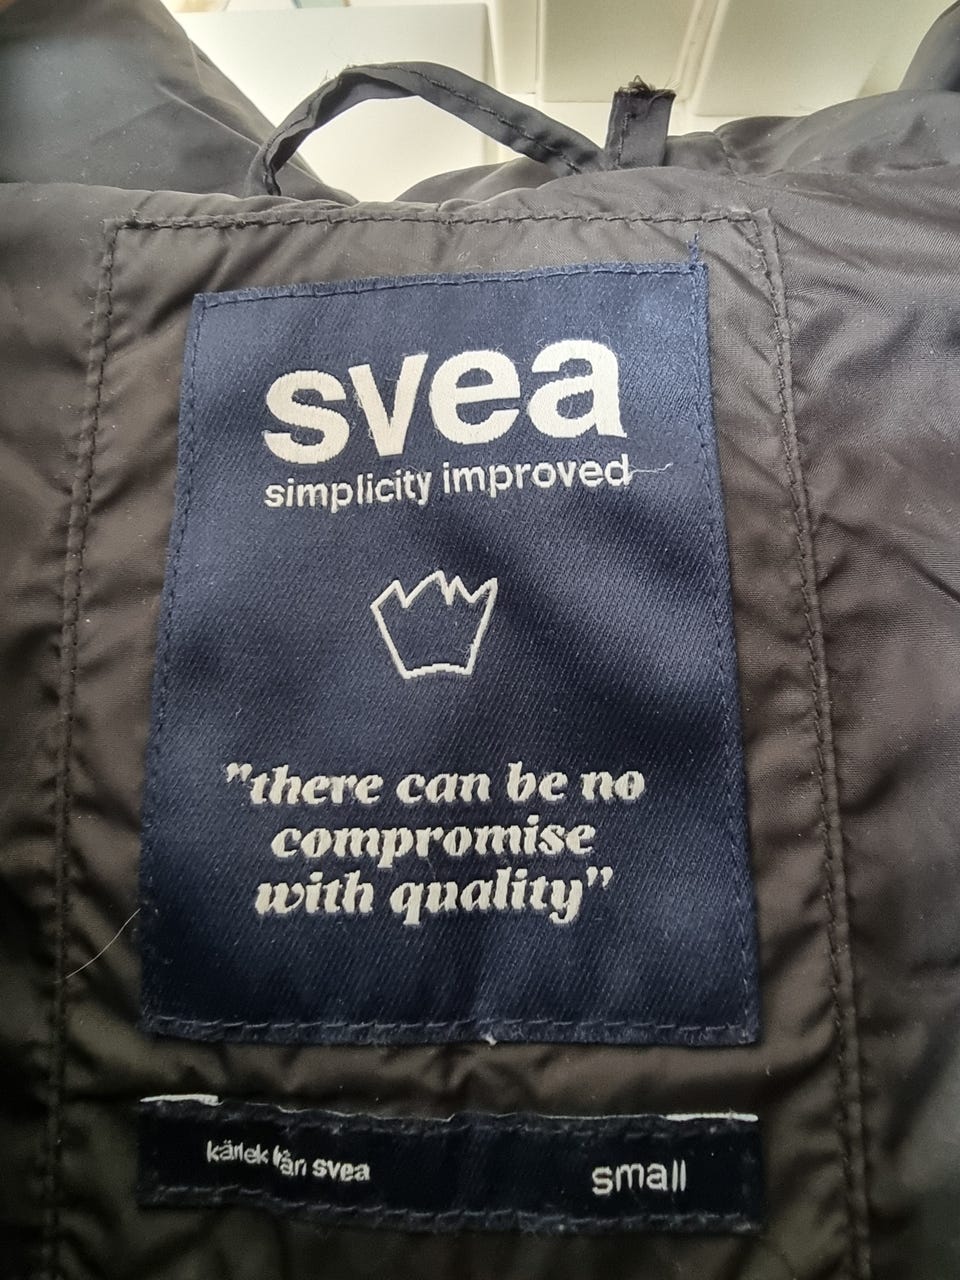 svea
simplicity improved
"there can be no
compromise
with quality"
kärlek från svea
small